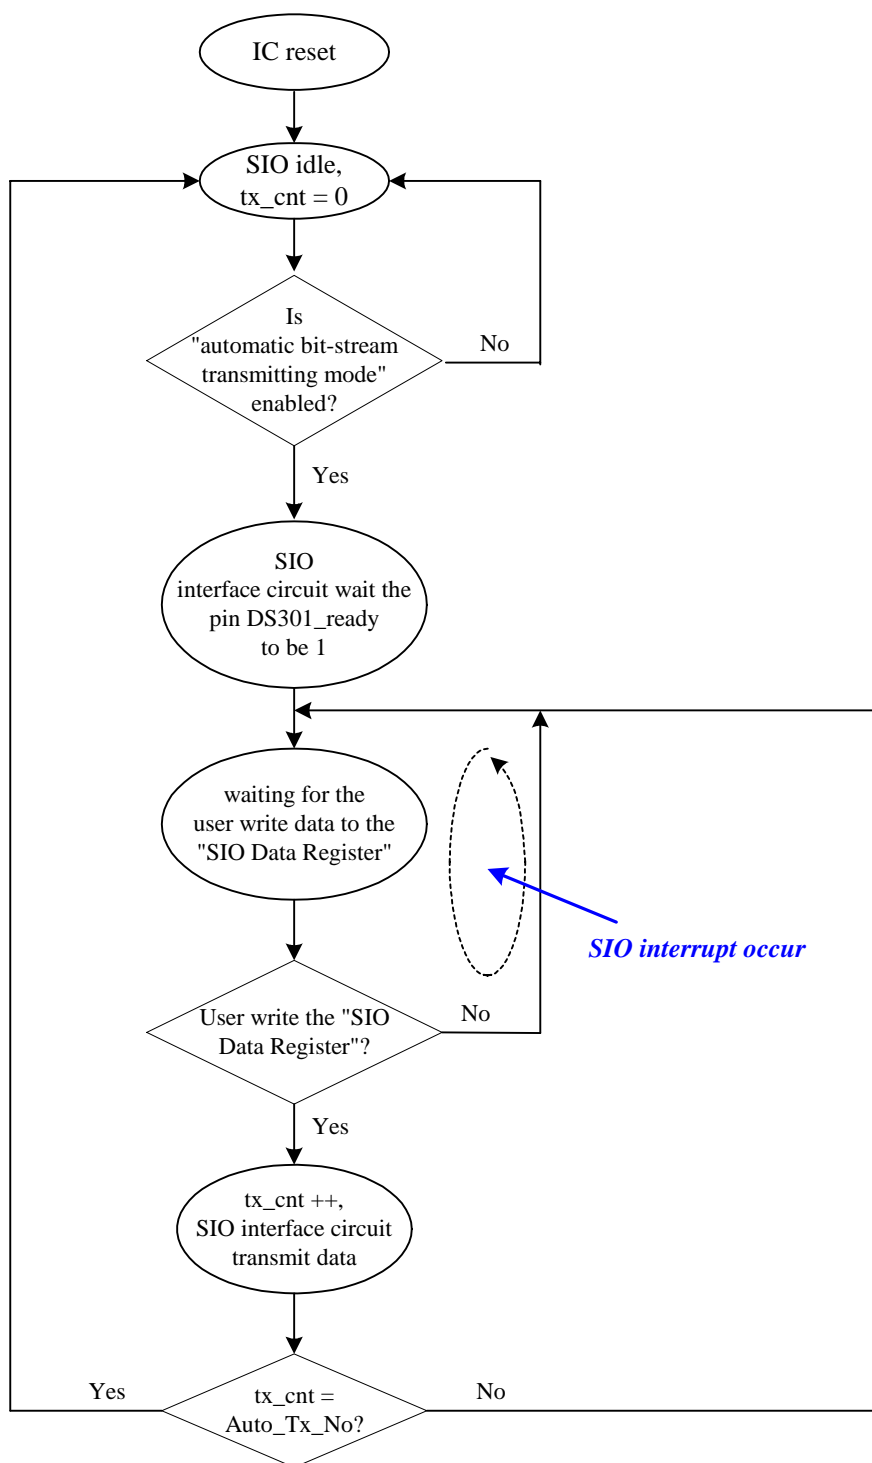 IC reset
SIO idle,
tx_cnt = 0
Is
"automatic bit-stream
transmitting mode"
enabled?
No
Yes
SIO
interface circuit wait the
pin DS301_ready
to be 1
waiting for the
user write data to the
"SIO Data Register"
SIO interrupt occur
User write the "SIO
Data Register"?
No
Yes
tx_cnt ++,
SIO interface circuit
transmit data
Yes
tx_cnt =
Auto_Tx_No?
No